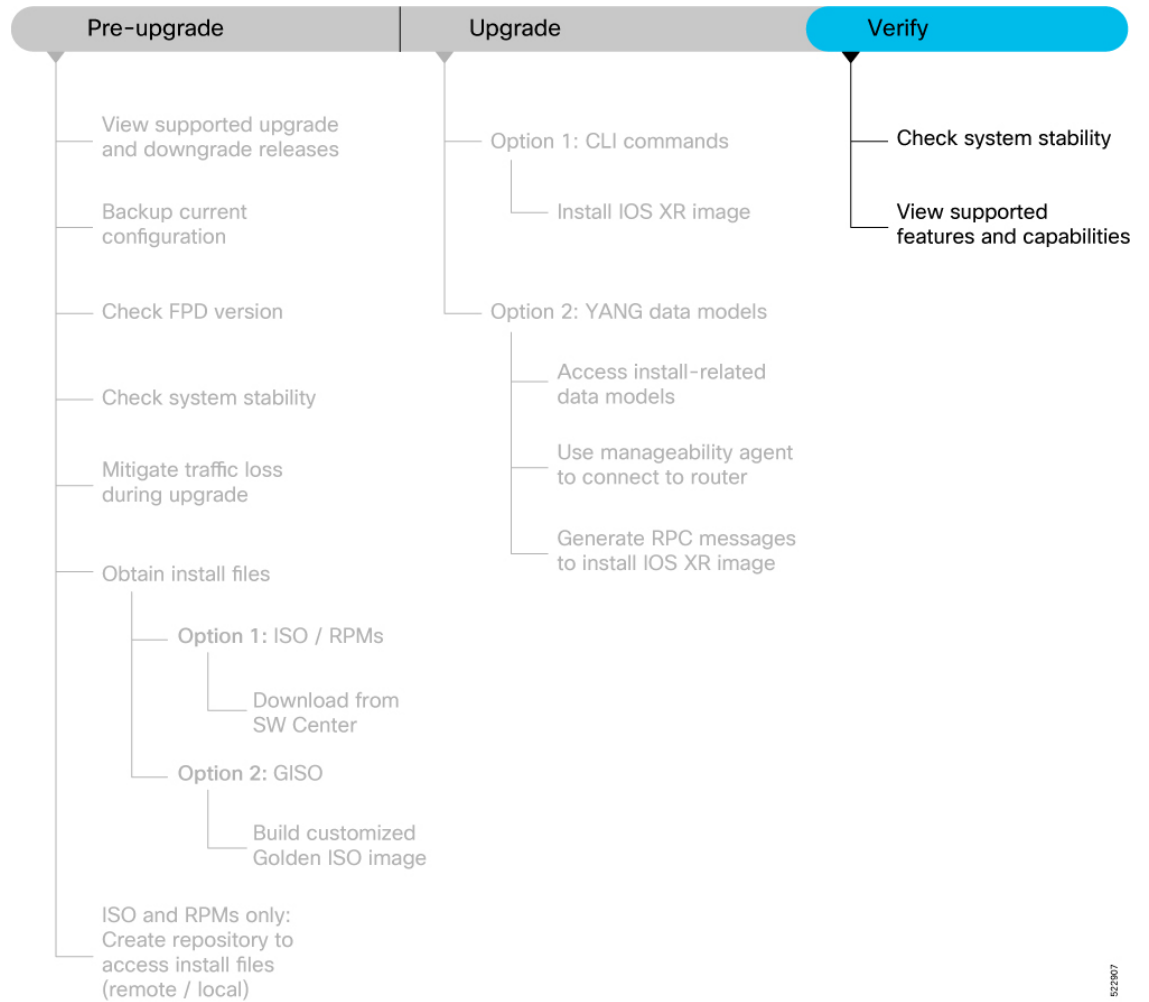 Pre-upgrade
Upgrade
Verify
View supported upgrade
and downgrade releases
Backup current
configuration
Check FPD version
Check system stability
Mitigate traffic loss
during upgrade
Obtain install files
Option 1: ISO / RPMs
Download from
SW Center
Option 2: GISO
Build customized
Golden ISO image
ISO and RPMs only:
Create repository to
access install files
(remote / local)
Option 1: CLI commands
Install IOS XR image
Option 2: YANG data models
Access install-related
data models
Use manageability agent
to connect to router
Generate RPC messages
to install IOS XR image
Check system stability
View supported
features and capabilities
522907